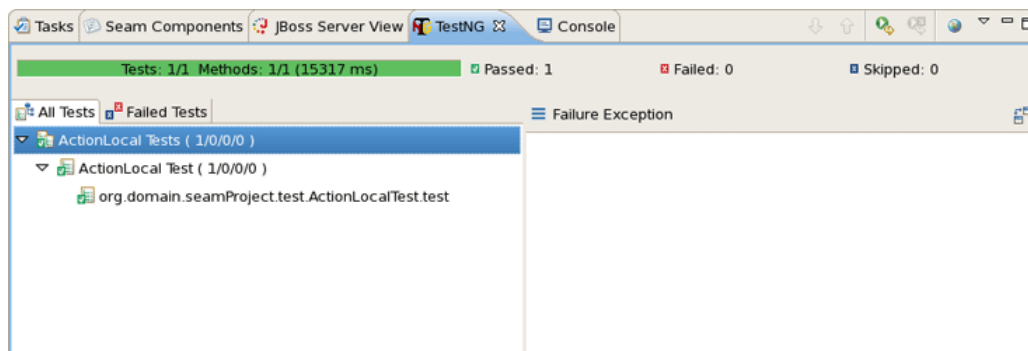 Tasks Seam Components JBoss Server View TestNG Console
Tests: 1/1 Methods: 1/1 (15317 ms) Passed: 1 Failed: 0 Skipped: 0
All Tests Failed Tests Failure Exception
ActionLocal Tests ( 1/0/0/0 )
ActionLocal Test ( 1/0/0/0 )
org.domain.seamProject.test.ActionLocalTest.test